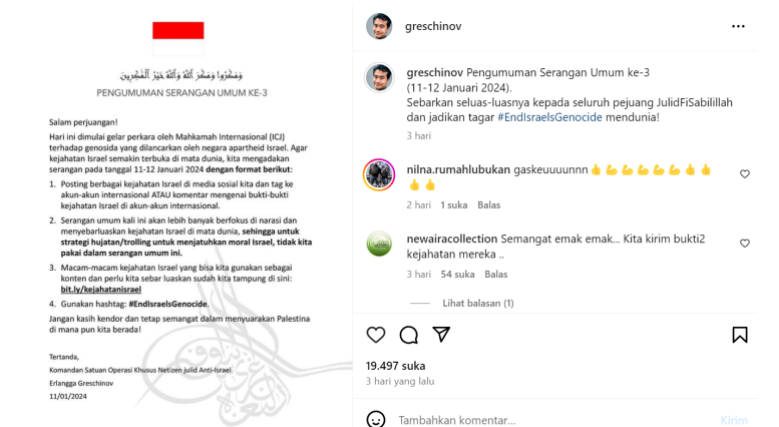 وَمَكَرُوا وَمَكَرَ اللّٰهُ وَاللّٰهُ خَيْرُ الْمٰكِرِيْنَ
PENGUMUMAN SERANGAN UMUM KE-3
Salam perjuangan!
Hari ini dimulai gelar perkara oleh Mahkamah Internasional (ICJ)
terhadap genosida yang dilancarkan oleh negara apartheid Israel. Agar
kejahatan Israel semakin terbuka di mata dunia, kita mengadakan
serangan pada tanggal 11-12 Januari 2024 dengan format berikut:
1. Posting berbagai kejahatan Israel di media sosial kita dan tag ke
akun-akun internasional ATAU komentar mengenai bukti-bukti
kejahatan Israel di akun-akun internasional.
2. Serangan umum kali ini akan lebih banyak berfokus di narasi dan
menyebarluaskan kejahatan Israel di mata dunia, sehingga untuk
strategi hujatan/trolling untuk menjatuhkan moral Israel, tidak kita
pakai dalam serangan umum ini.
3. Macam-macam kejahatan Israel yang bisa kita gunakan sebagai
konten dan perlu kita sebar luaskan sudah kita tampung di sini:
bit.ly/kejahatanisrael
4. Gunakan hashtag: #EndIsraelsGenocide.
Jangan kasih kendor dan tetap semangat dalam menyuarakan Palestina
di mana pun kita berada!
Tertanda,
Komandan Satuan Operasi Khusus Netizen julid Anti-Israel.
Erlangga Greschinov
11/01/2024
greschinov
greschinov Pengumuman Serangan Umum ke-3
(11-12 Januari 2024).
Sebarkan seluas-luasnya kepada seluruh pejuang JulidFiSabilillah
dan jadikan tagar #EndIsraelsGenocide mendunia!
3 hari
nilna.rumahlubukan gaskeuuuunnn👍💪💪💪💪💪👍👍
👍👍
2 hari 1 suka Balas
newairacollection Semangat emak emak... Kita kirim bukti2
kejahatan mereka ..
3 hari 54 suka Balas
Lihat balasan (1)
19.497 suka
3 hari yang lalu
Tambahkan komentar...
Kirim